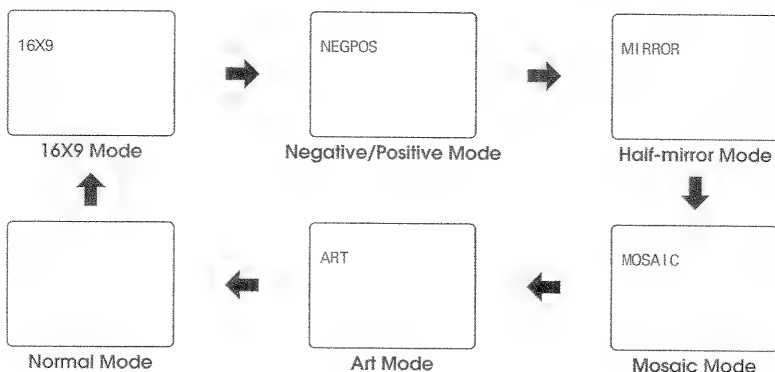 16X9
NEGPOS
MIRROR
16X9 Mode
Negative/Positive Mode
Half-mirror Mode
ART
MOSAIC
Normal Mode
Art Mode
Mosaic Mode